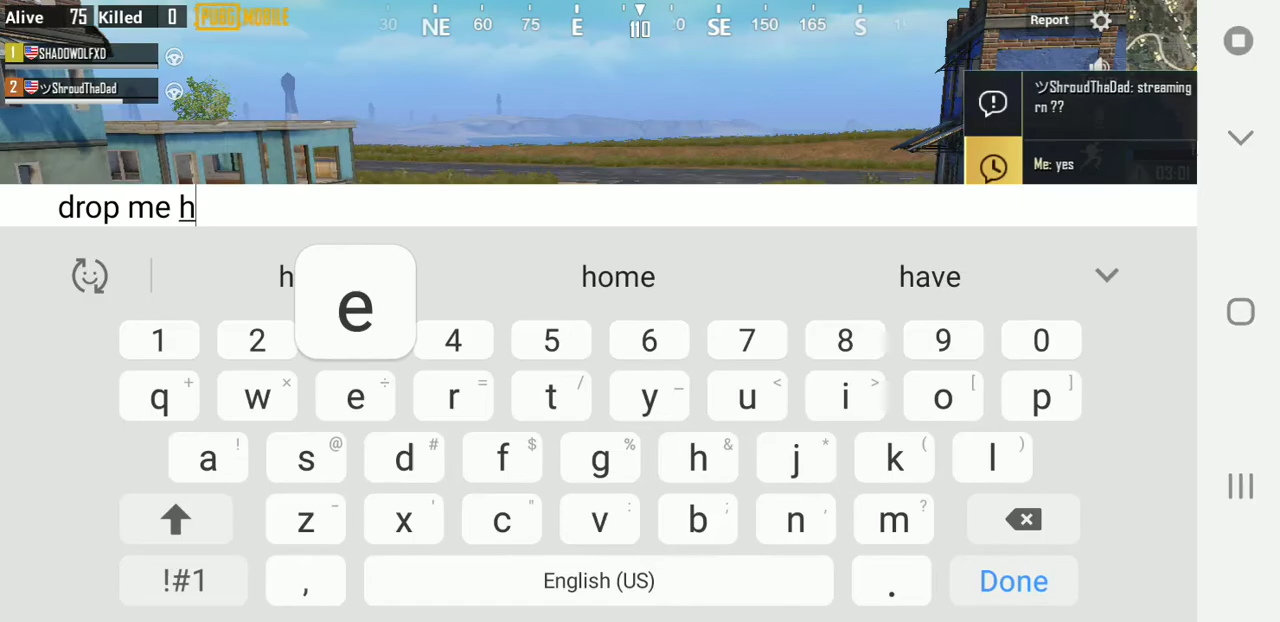 Alive 75 Killed 0 PUBG MOBILE
30 NE 60 75 E 110 SE 150 165 S
Report
1 SHADOWOLFXD
2 ツShroudThaDad
ツShroudThaDad: streaming
rn ??
Me: yes
03:01
drop me h
h e home have
1 2 4 5 6 7 8 9 0
q + w × e ÷ r = t / y _ u < i > o [ p ]
a ! s @ d # f $ g % h & j * k ( l )
z - x ' c " v : b ; n , m ?
!#1 , English (US) . Done